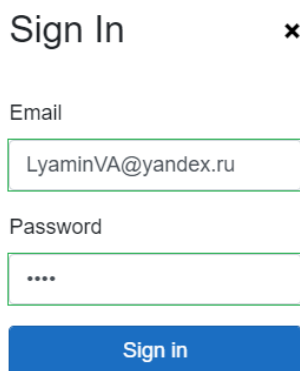 Sign In ×
Email
LyaminVA@yandex.ru
Password
••••
Sign in